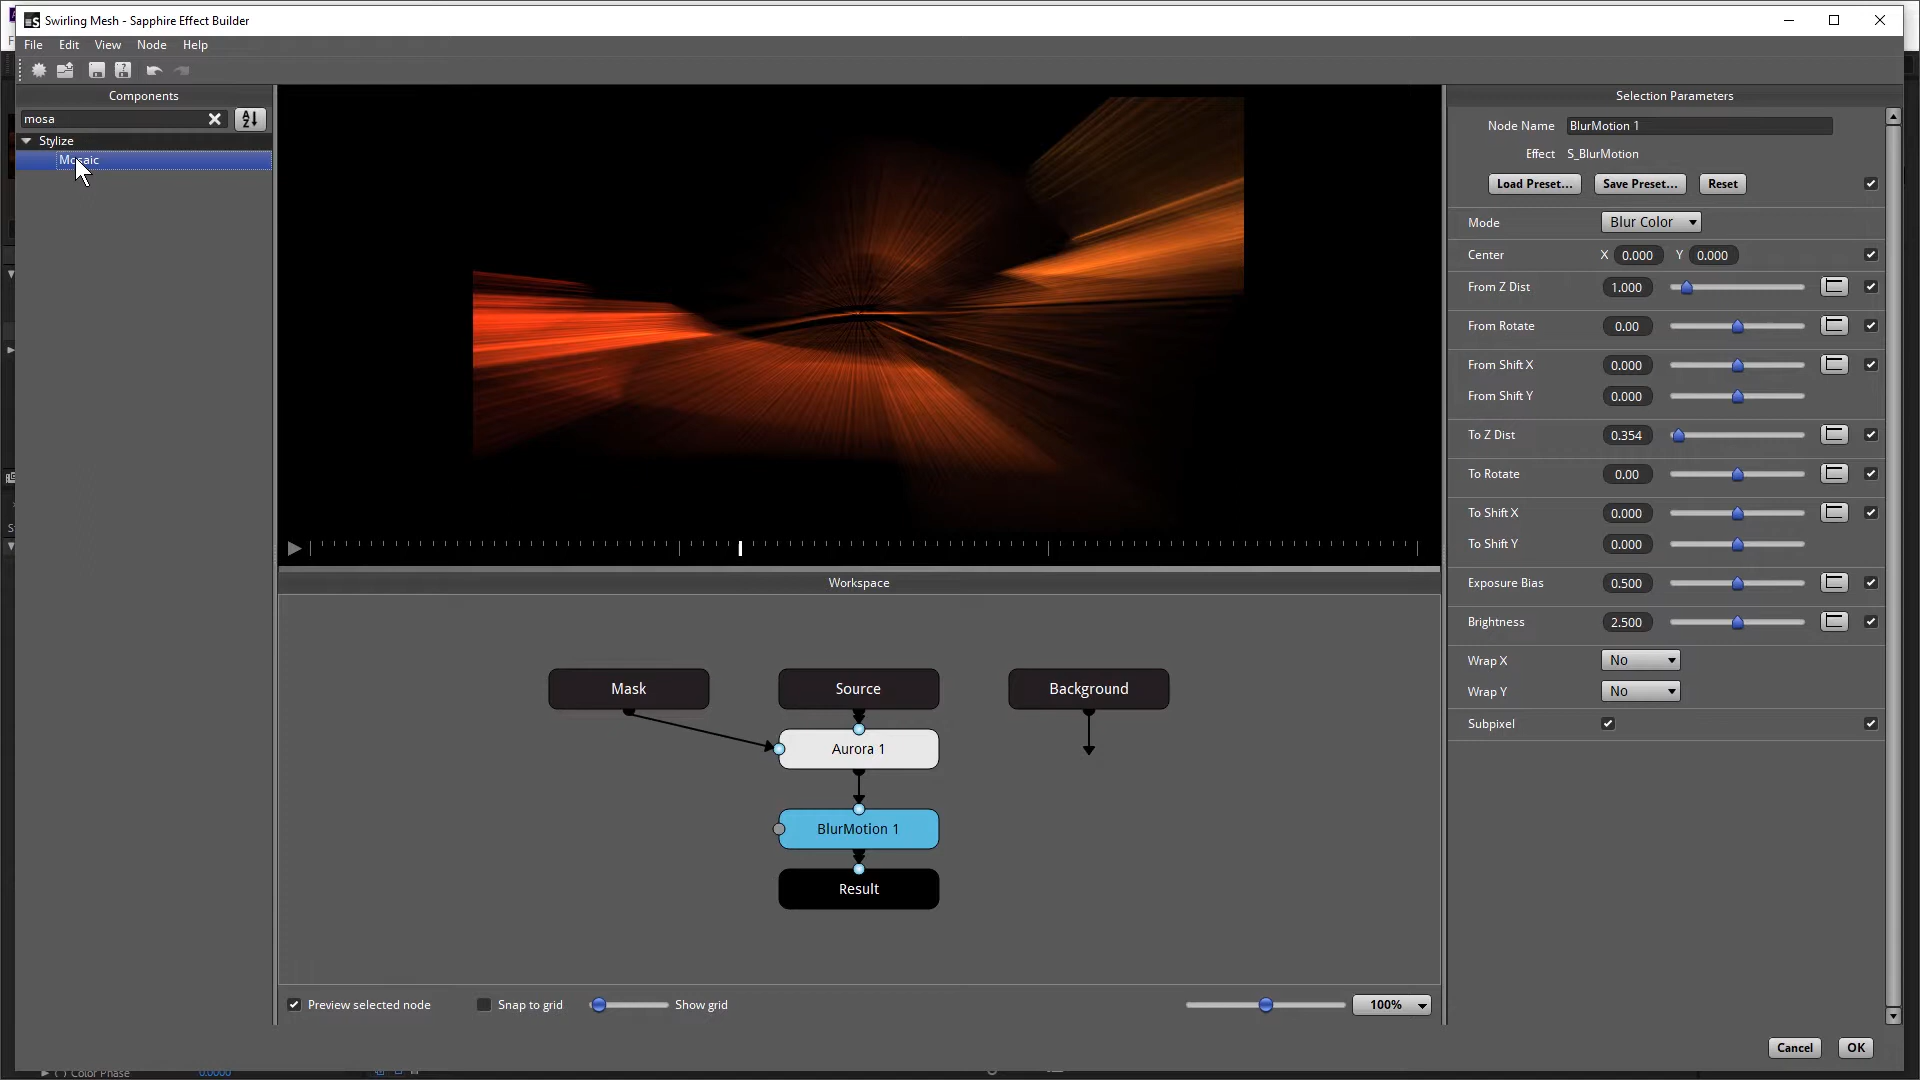 Swirling Mesh - Sapphire Effect Builder
File Edit View Node Help
Components
mosa
Stylize
Mosaic
Workspace
Mask Source Background
Aurora 1
BlurMotion 1
Result
Preview selected node Snap to grid Show grid 100%
Selection Parameters
Node Name BlurMotion 1
Effect S_BlurMotion
Load Preset... Save Preset... Reset
Mode Blur Color
Center X 0.000 Y 0.000
From Z Dist 1.000
From Rotate 0.00
From Shift X 0.000
From Shift Y 0.000
To Z Dist 0.354
To Rotate 0.00
To Shift X 0.000
To Shift Y 0.000
Exposure Bias 0.500
Brightness 2.500
Wrap X No
Wrap Y No
Subpixel
Cancel OK
Color Phase 0.0000